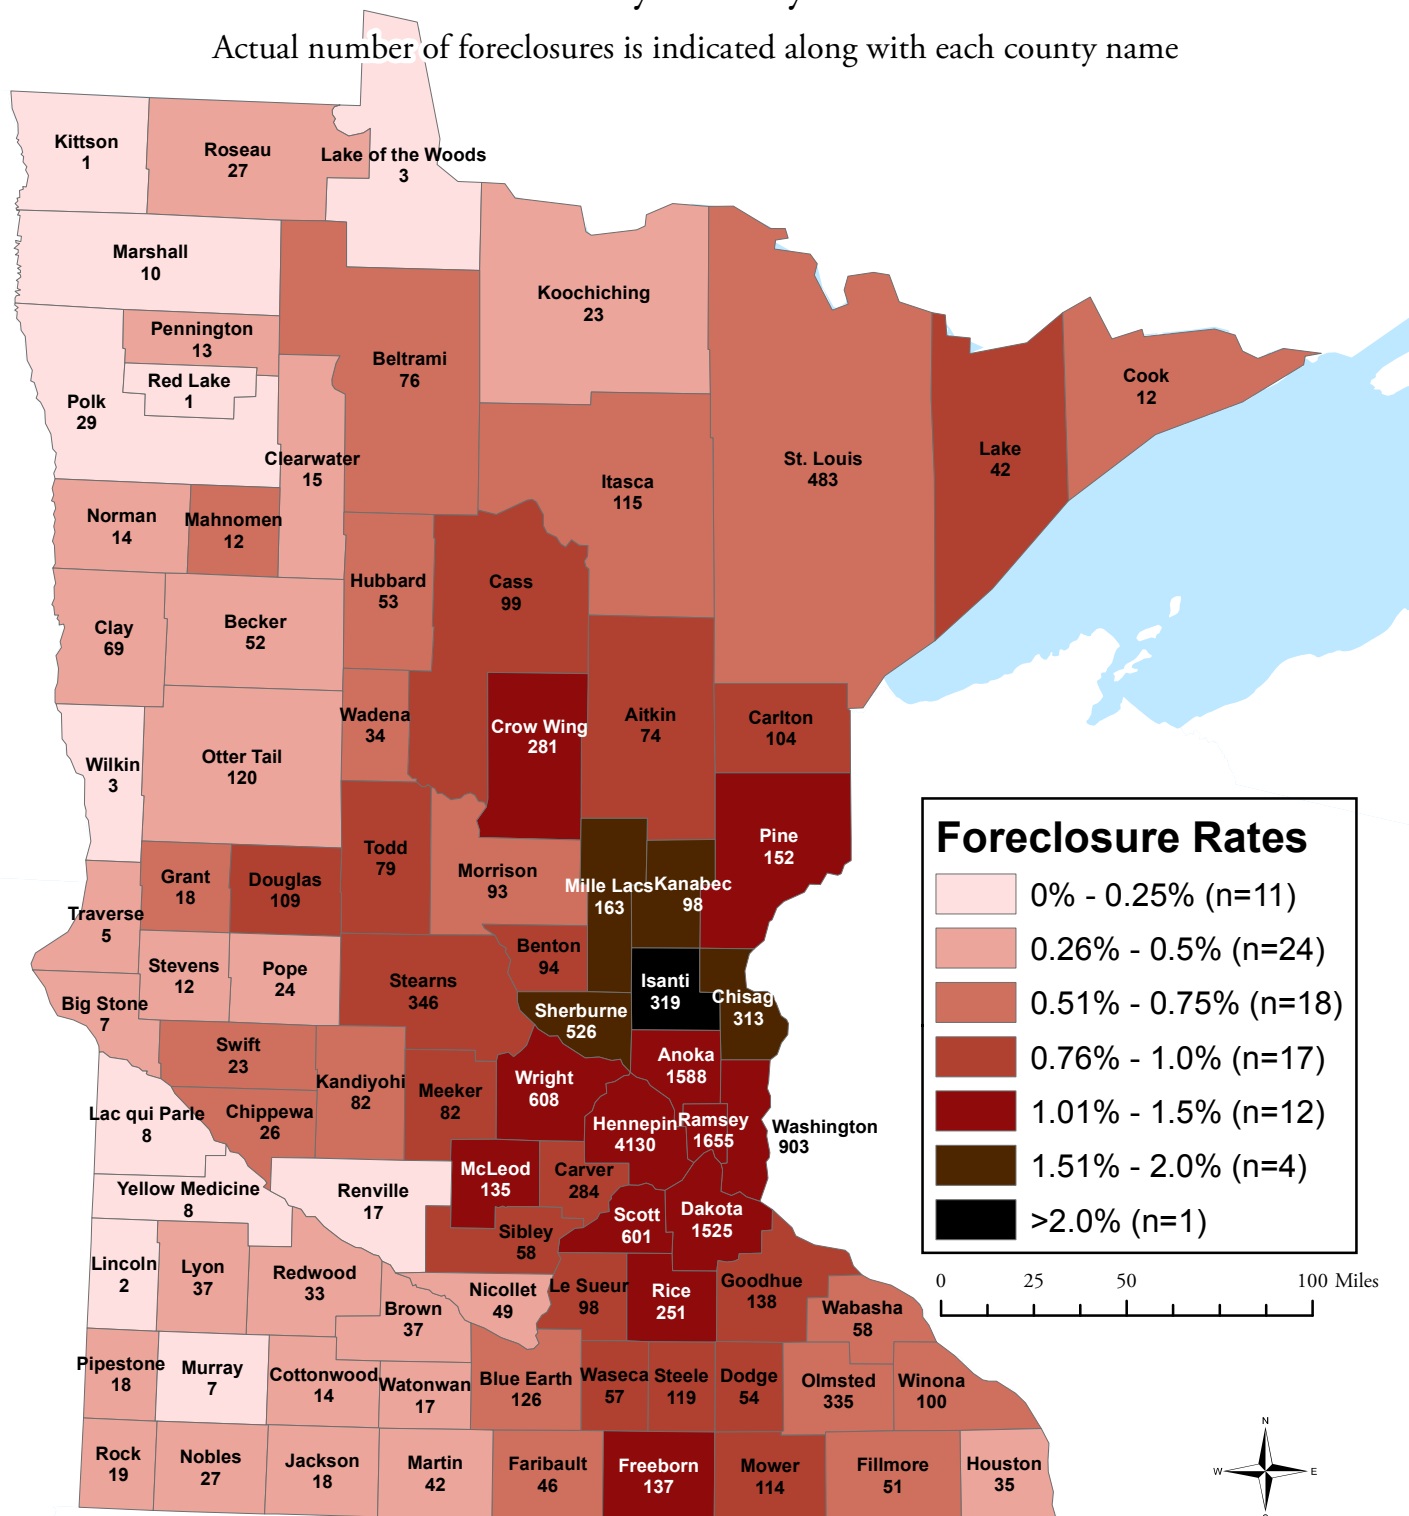 Actual number of foreclosures is indicated along with each county name
Kittson
1
Roseau
27
Lake of the Woods
3
Marshall
10
Koochiching
23
Pennington
13
Red Lake
1
Polk
29
Beltrami
76
Clearwater
15
Itasca
115
St. Louis
483
Lake
42
Cook
12
Norman
14
Mahnomen
12
Hubbard
53
Cass
99
Clay
69
Becker
52
Wadena
34
Crow Wing
281
Aitkin
74
Carlton
104
Wilkin
3
Otter Tail
120
Todd
79
Morrison
93
Mille Lacs
163
Kanabec
98
Pine
152
Grant
18
Douglas
109
Traverse
5
Stevens
12
Pope
24
Stearns
346
Benton
94
Isanti
319
Chisag
313
Big Stone
7
Sherburne
526
Swift
23
Kandiyohi
82
Meeker
82
Wright
608
Anoka
1588
Lac qui Parle
8
Chippewa
26
Hennepin
4130
Ramsey
1655
Washington
903
Yellow Medicine
8
Renville
17
McLeod
135
Carver
284
Scott
601
Dakota
1525
Sibley
58
Lincoln
2
Lyon
37
Redwood
33
Brown
37
Nicollet
49
Le Sueur
98
Rice
251
Goodhue
138
Wabasha
58
Pipestone
18
Murray
7
Cottonwood
14
Watonwan
17
Blue Earth
126
Waseca
57
Steele
119
Dodge
54
Olmsted
335
Winona
100
Rock
19
Nobles
27
Jackson
18
Martin
42
Faribault
46
Freeborn
137
Mower
114
Fillmore
51
Houston
35
Foreclosure Rates
0% - 0.25% (n=11)
0.26% - 0.5% (n=24)
0.51% - 0.75% (n=18)
0.76% - 1.0% (n=17)
1.01% - 1.5% (n=12)
1.51% - 2.0% (n=4)
>2.0% (n=1)
0 25 50 100 Miles
N
W E